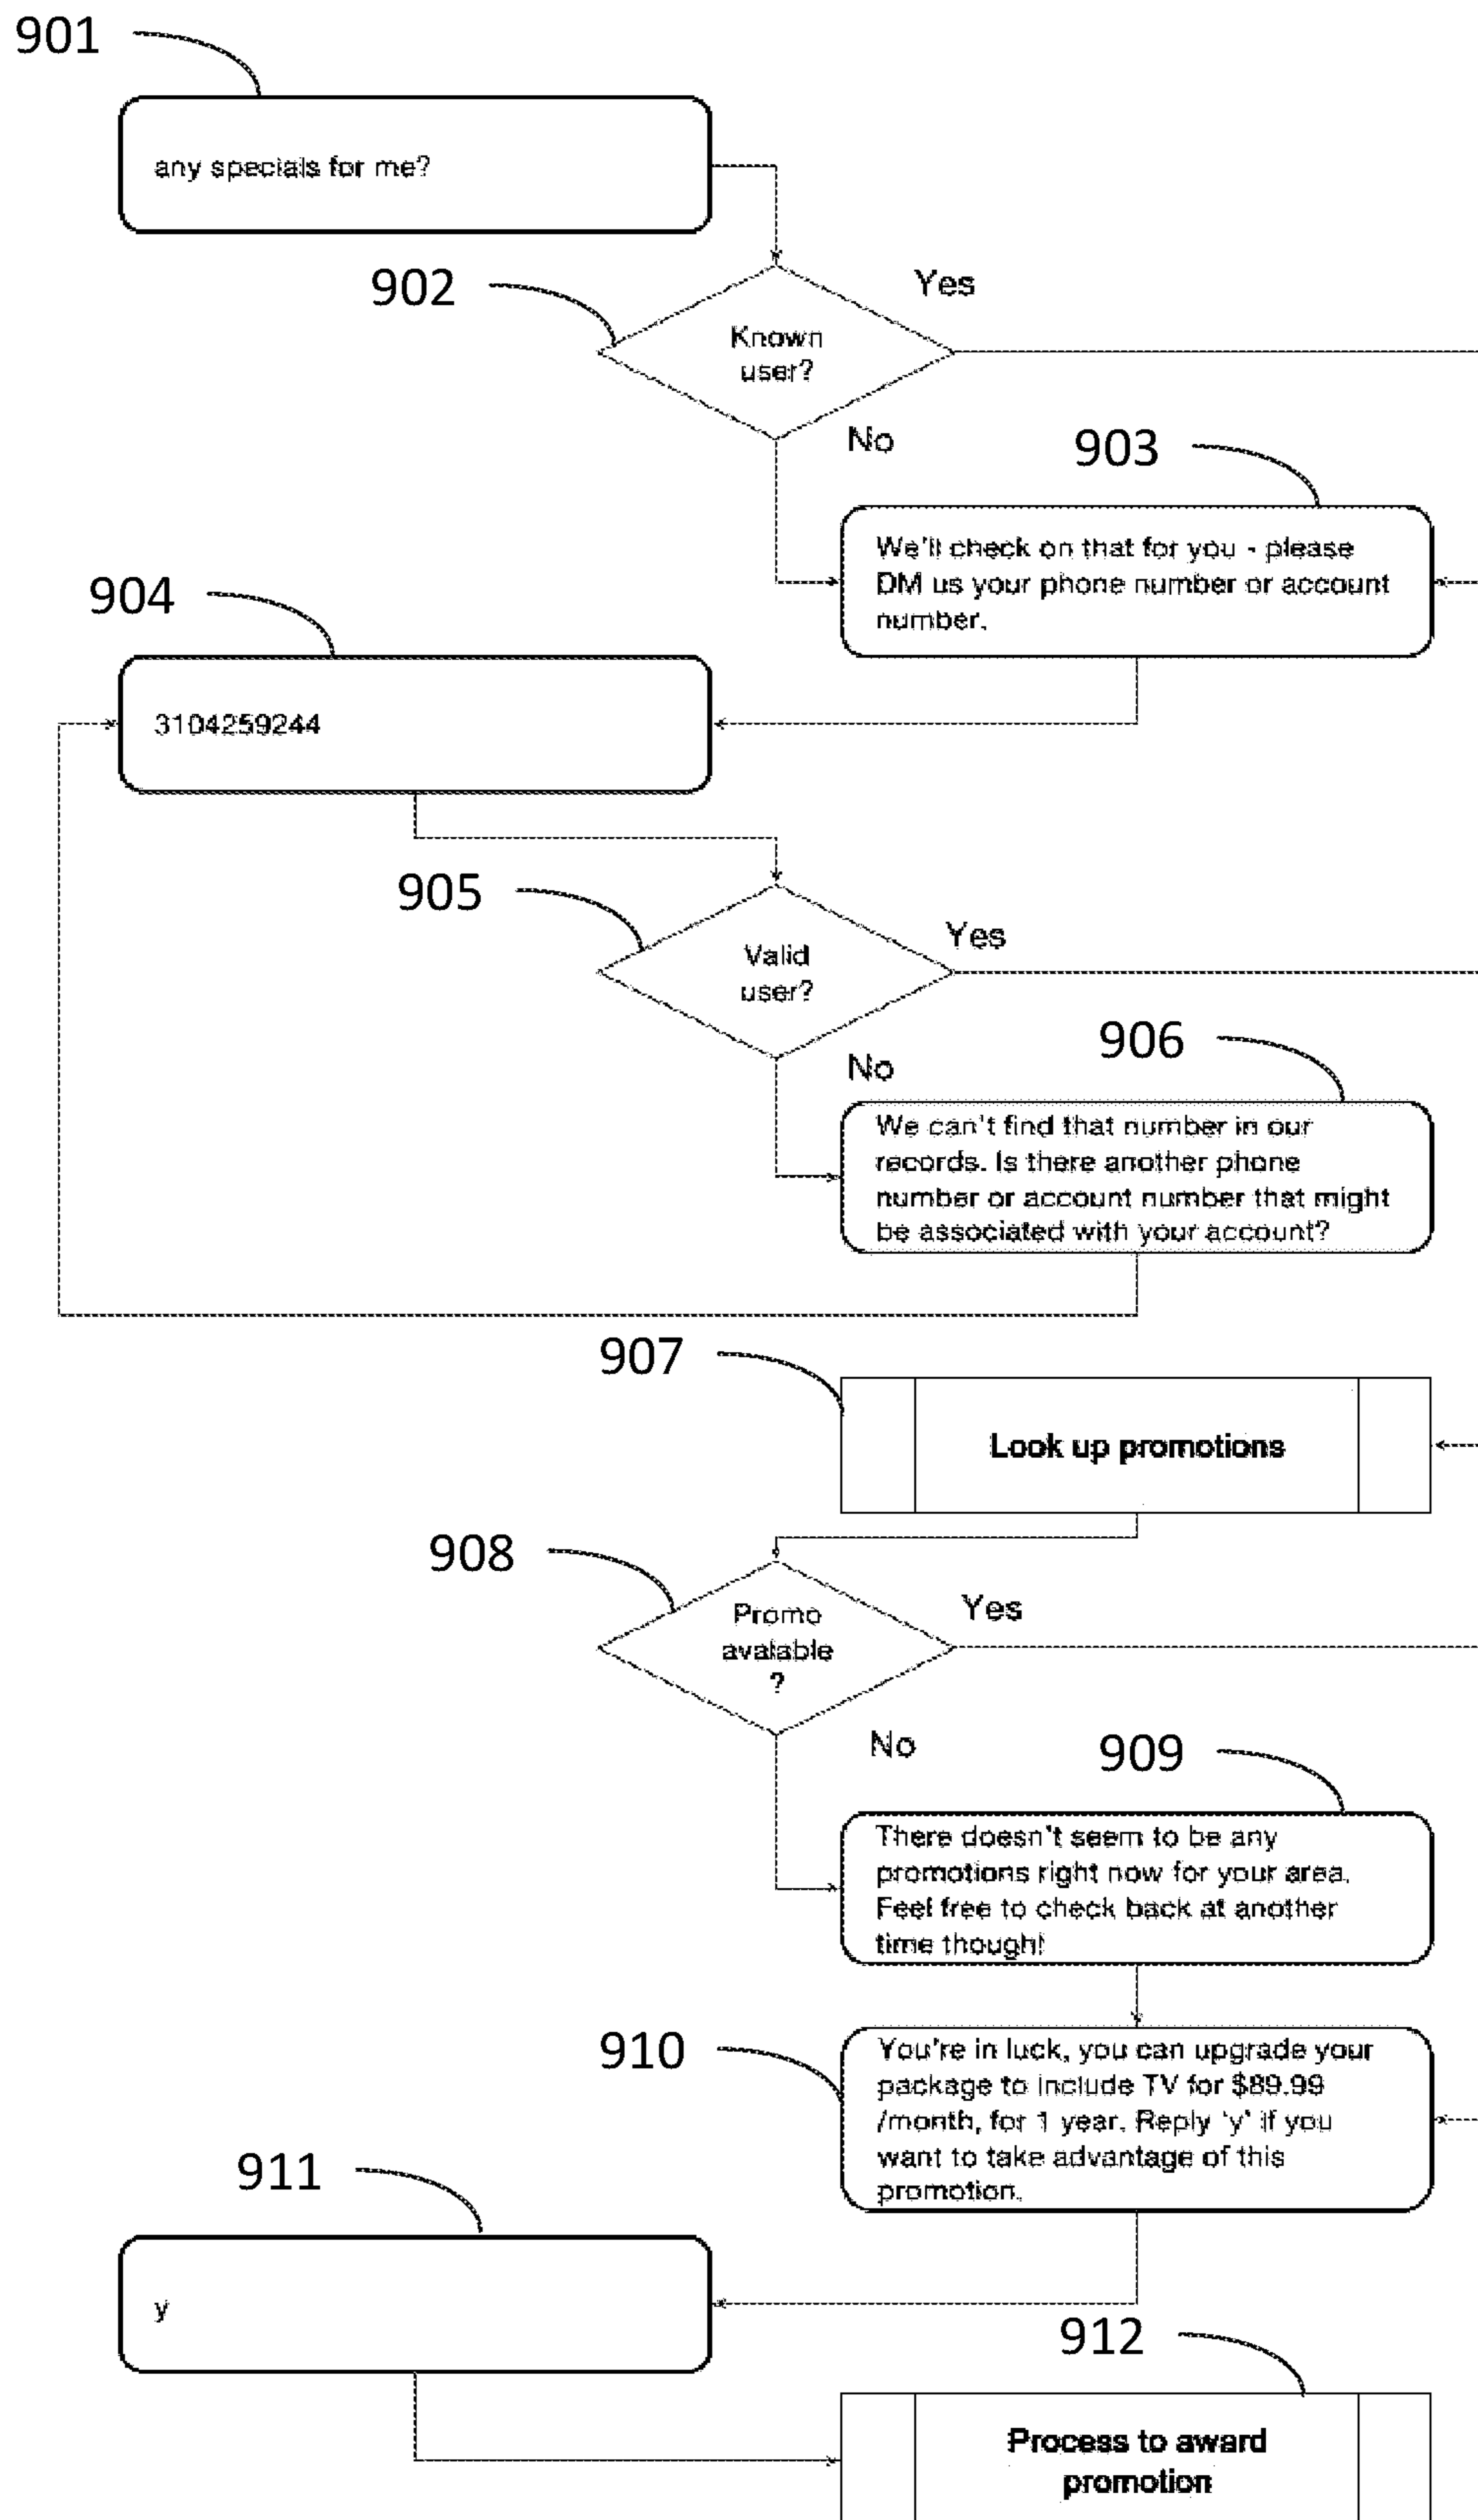 901
any specials for me?
902
Yes
Known
user?
No
903
We'll check on that for you - please
DM us your phone number or account
number.
904
3104259244
905
Yes
Valid
user?
906
No
We can't find that number in our
records. Is there another phone
number or account number that might
be associated with your account?
907
Look up promotions
908
Yes
Promo
avalable
?
No
909
There doesn't seem to be any
promotions right now for your area.
Feel free to check back at another
time though!
910
You're in luck, you can upgrade your
package to include TV for $89.99
/month, for 1 year. Reply 'y' if you
want to take advantage of this
promotion.
911
y
912
Process to award
promotion